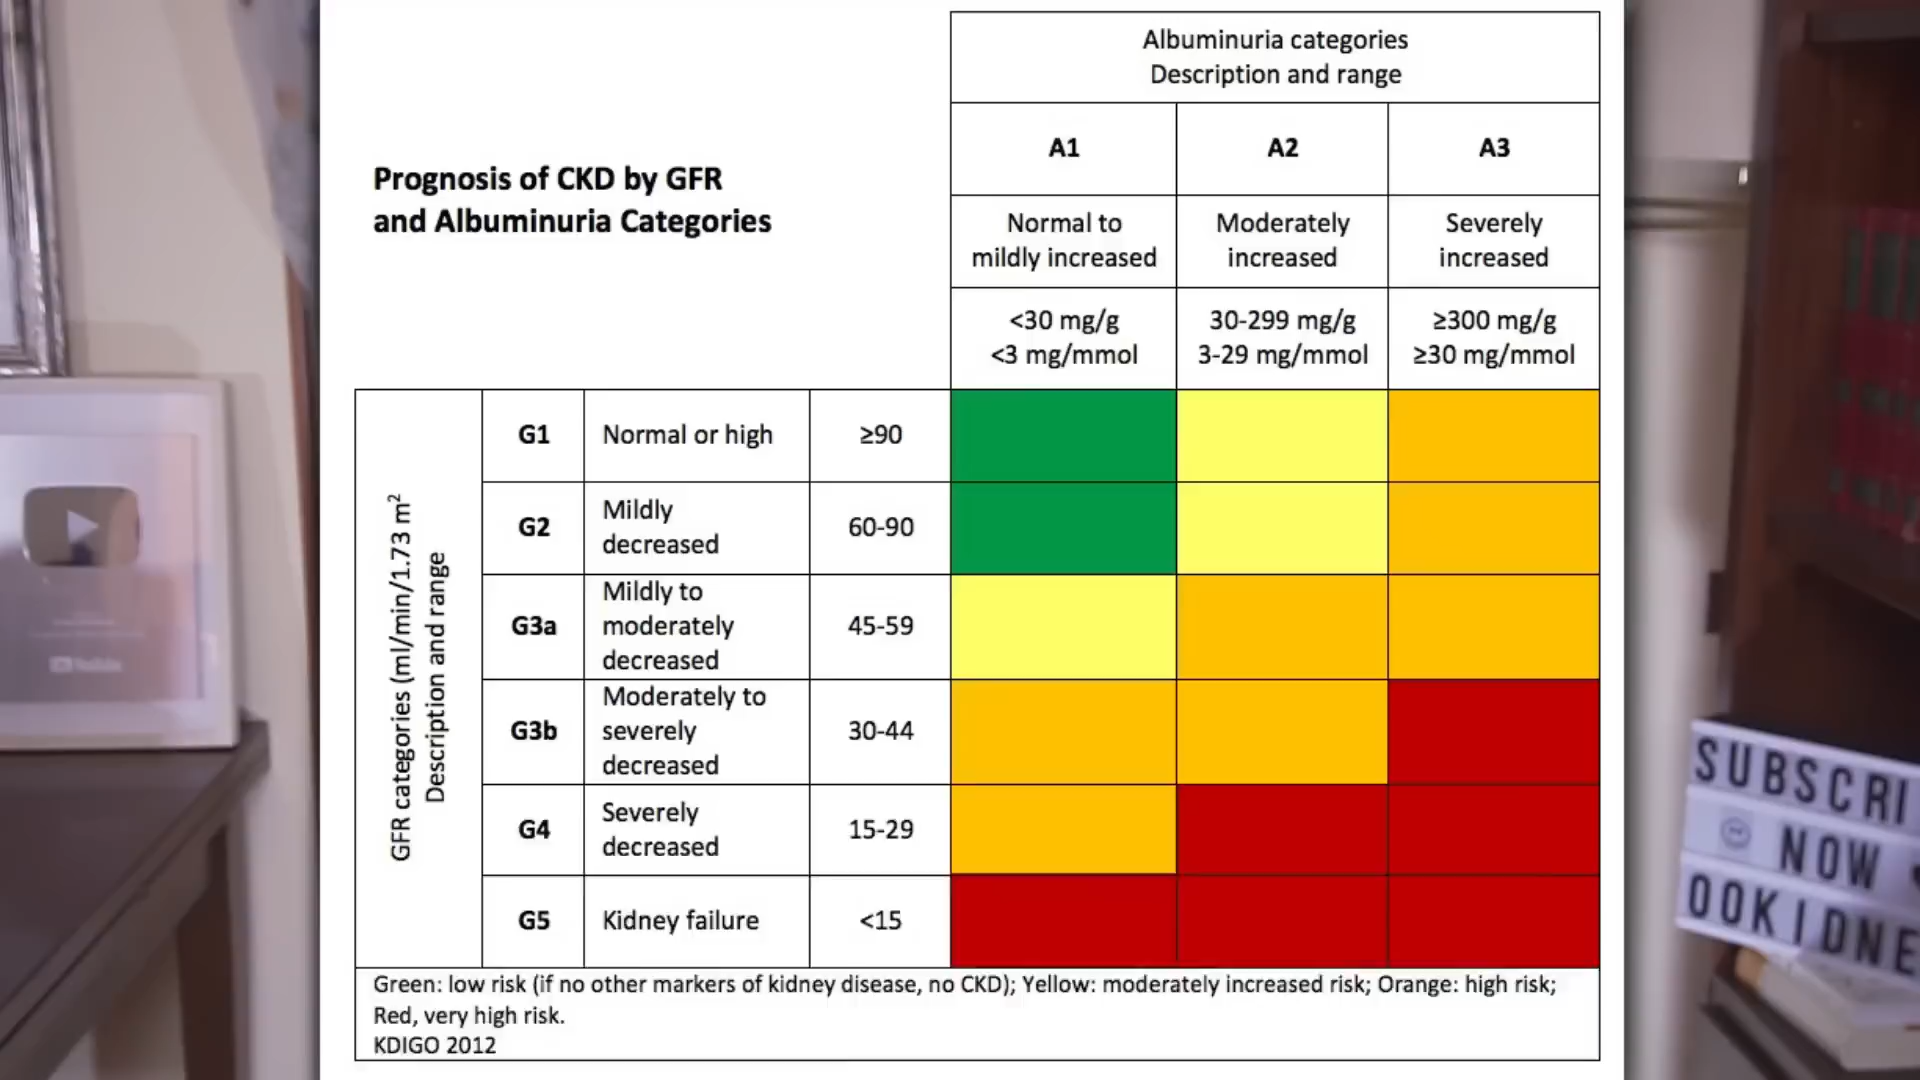 Albuminuria categories
Description and range
A1
A2
A3
Prognosis of CKD by GFR
and Albuminuria Categories
Normal to
mildly increased
Moderately
increased
Severely
increased
<30 mg/g
<3 mg/mmol
30-299 mg/g
3-29 mg/mmol
≥300 mg/g
≥30 mg/mmol
GFR categories (ml/min/1.73 m²
Description and range
G1
Normal or high
≥90
G2
Mildly
decreased
60-90
G3a
Mildly to
moderately
decreased
45-59
G3b
Moderately to
severely
decreased
30-44
G4
Severely
decreased
15-29
G5
Kidney failure
<15
Green: low risk (if no other markers of kidney disease, no CKD); Yellow: moderately increased risk; Orange: high risk;
Red, very high risk.
KDIGO 2012
SUBSCRI
NOW
OOKIDNE